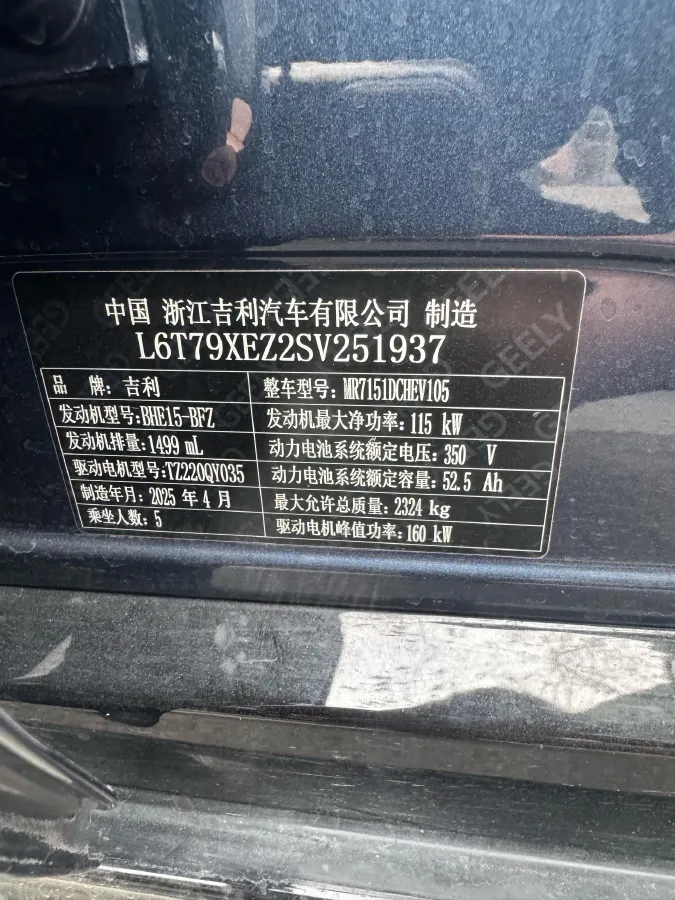 中国 浙江吉利汽车有限公司 制造
L6T79XEZ2SV251937
品 牌:吉利 整车型号:MR7151DCHEV105
发动机型号:BHE15-BFZ 发动机最大净功率:115 kW
发动机排量:1499 mL 动力电池系统额定电压:350 V
驱动电机型号:TZ220QY035 动力电池系统额定容量:52.5 Ah
制造年月:2025 年 4 月 最大允许总质量:2324 kg
乘坐人数:5 驱动电机峰值功率:160 kW
GEELY